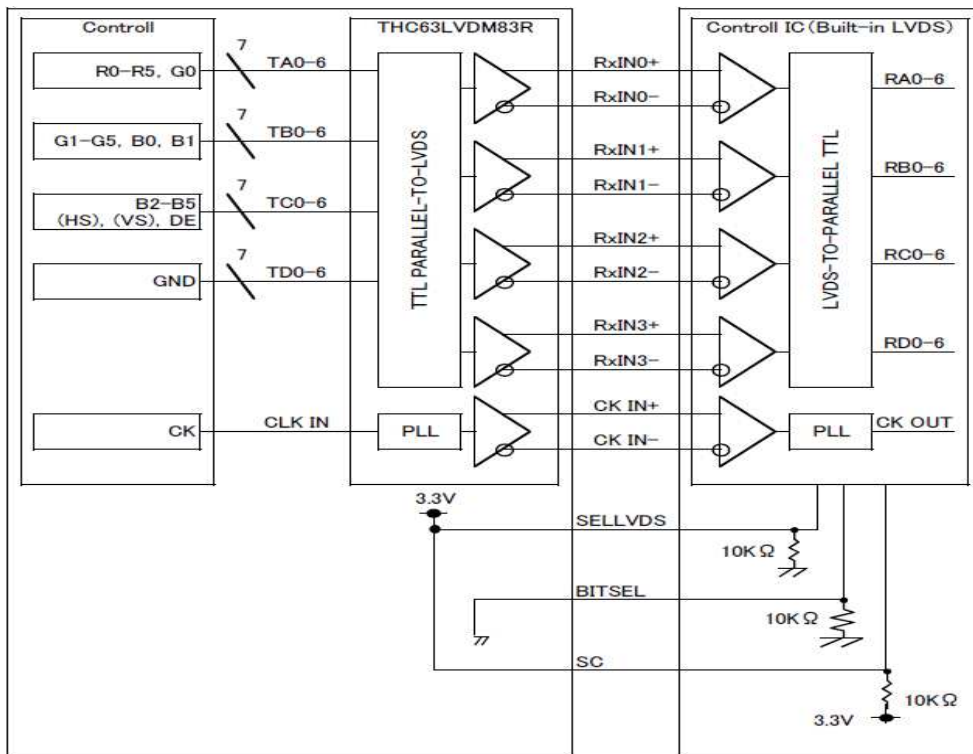 Controll
THC63LVDM83R
Controll IC(Built-in LVDS)
R0-R5, G0
7
TA0-6
RxIN0+
RxIN0-
RA0-6
G1-G5, B0, B1
7
TB0-6
RxIN1+
RxIN1-
RB0-6
B2-B5
(HS), (VS), DE
7
TC0-6
RxIN2+
RxIN2-
RC0-6
GND
7
TD0-6
RxIN3+
RxIN3-
RD0-6
TTL PARALLEL-TO-LVDS
LVDS-TO-PARALLEL TTL
CK
CLK IN
PLL
CK IN+
CK IN-
PLL
CK OUT
3.3V
SELLVDS
10KΩ
BITSEL
10KΩ
SC
10KΩ
3.3V